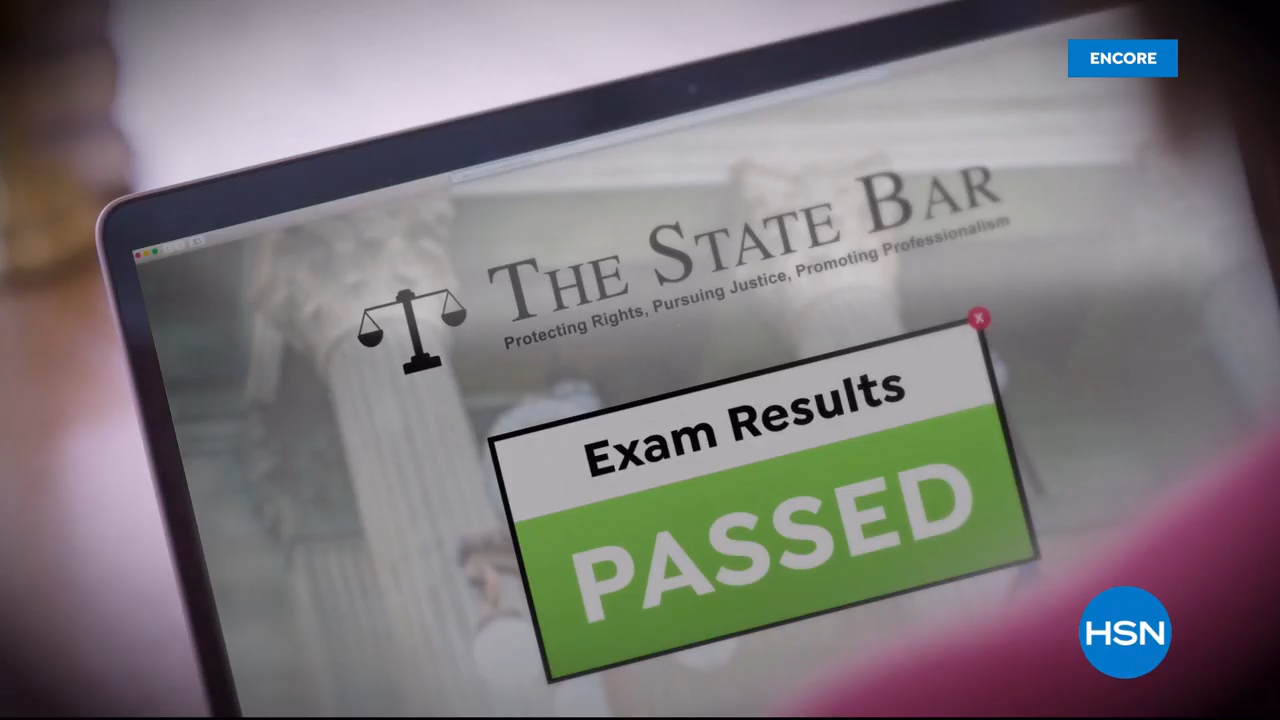 ENCORE
THE STATE BAR
Protecting Rights, Pursuing Justice, Promoting Professionalism
X
Exam Results
PASSED
HSN